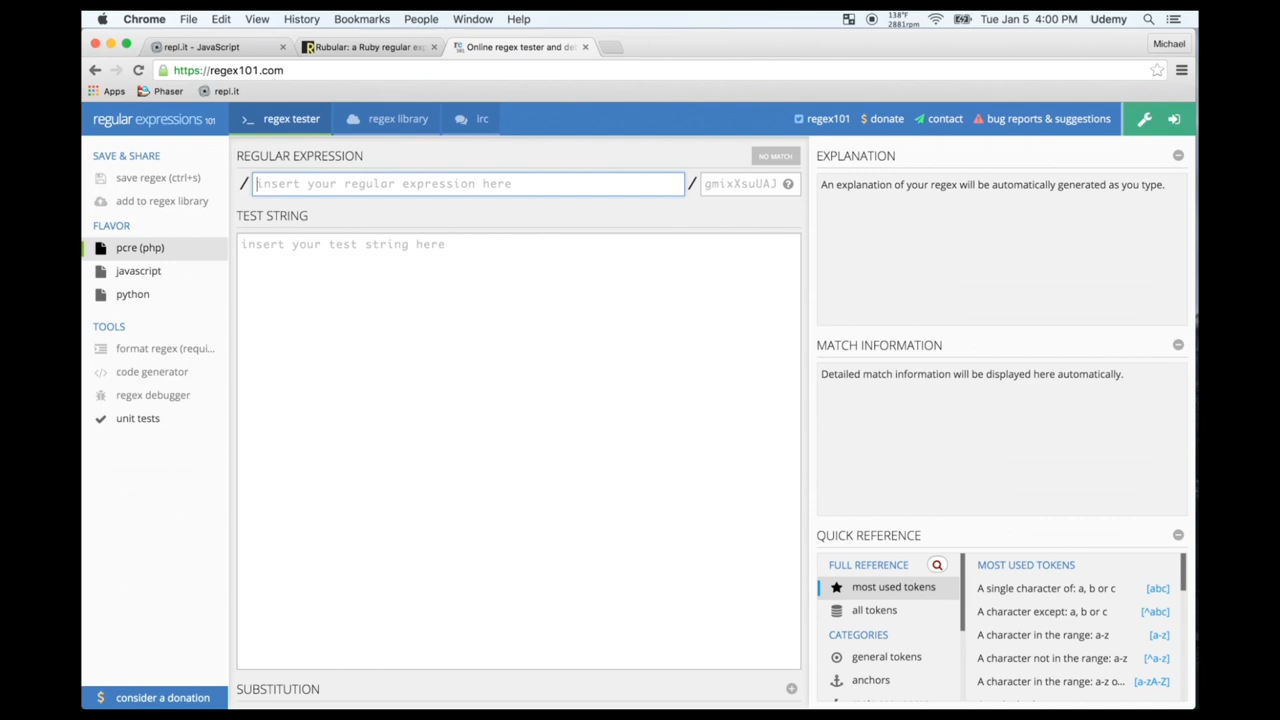 Chrome File Edit View History Bookmarks People Window Help 138°F 2881rpm Tue Jan 5 4:00 PM Udemy
repl.it - JavaScript Rubular: a Ruby regular exp Online regex tester and de Michael
https://regex101.com
Apps Phaser repl.it
regular expressions 101 regex tester regex library irc regex101 donate contact bug reports & suggestions
SAVE & SHARE
save regex (ctrl+s)
add to regex library
FLAVOR
pcre (php)
javascript
python
TOOLS
format regex (requi...
code generator
regex debugger
unit tests
$ consider a donation
REGULAR EXPRESSION NO MATCH
/ insert your regular expression here / gmixXsuUAJ
TEST STRING
insert your test string here
SUBSTITUTION
EXPLANATION
An explanation of your regex will be automatically generated as you type.
MATCH INFORMATION
Detailed match information will be displayed here automatically.
QUICK REFERENCE
FULL REFERENCE
most used tokens
all tokens
CATEGORIES
general tokens
anchors
MOST USED TOKENS
A single character of: a, b or c [abc]
A character except: a, b or c [^abc]
A character in the range: a-z [a-z]
A character not in the range: a-z [^a-z]
A character in the range: a-z o... [a-zA-Z]